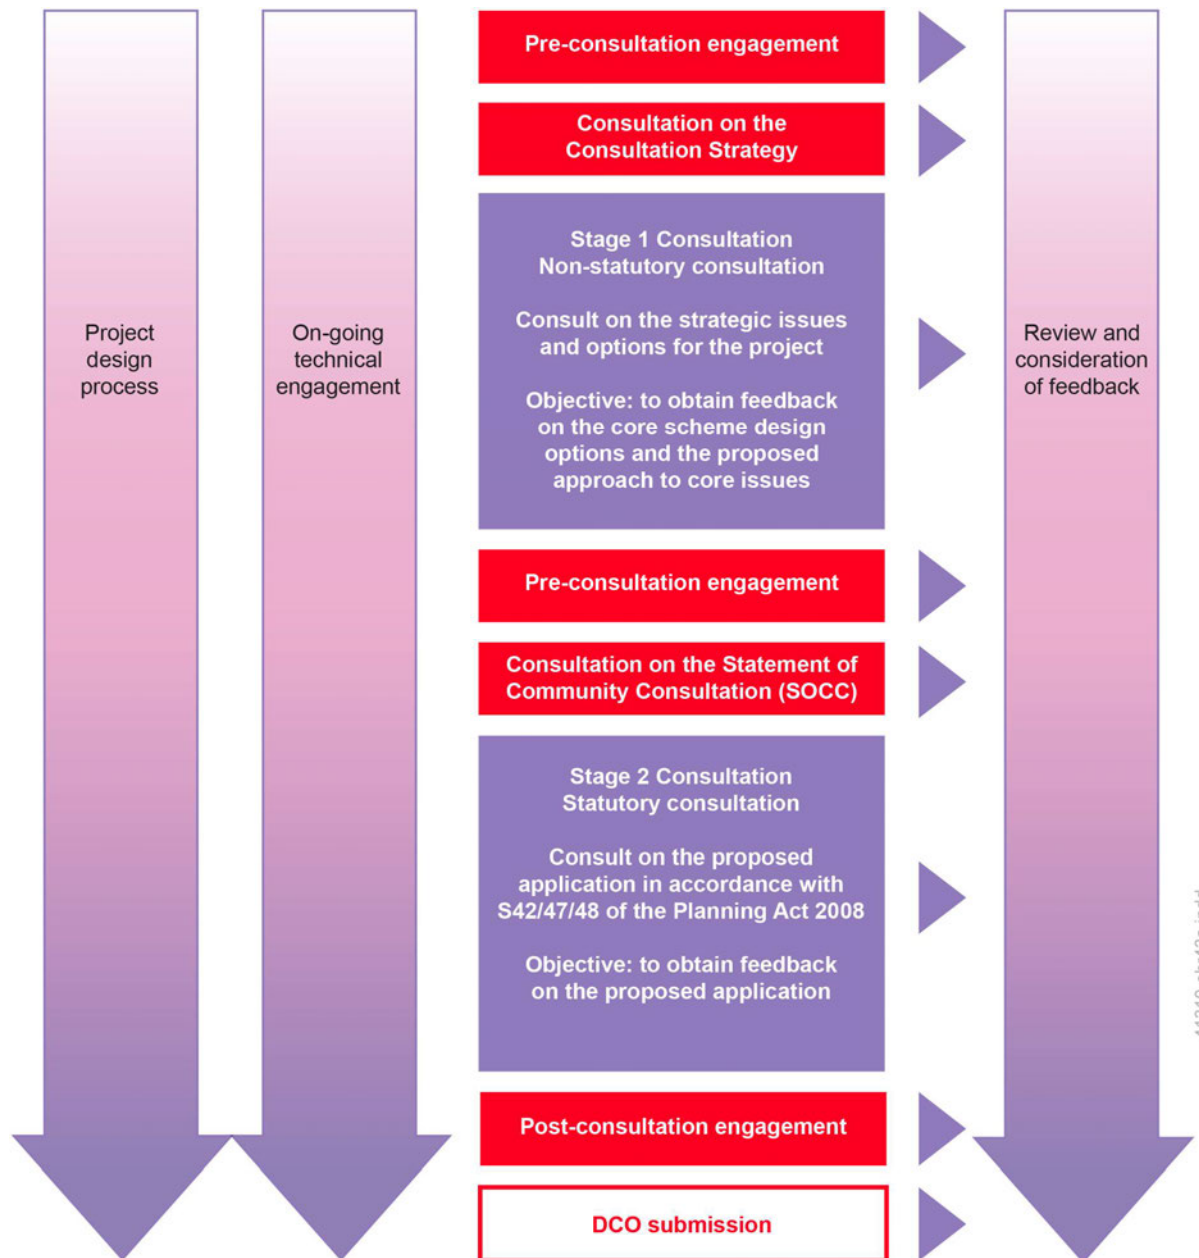 Pre-consultation engagement
Consultation on the
Consultation Strategy
Stage 1 Consultation
Non-statutory consultation
Consult on the strategic issues
and options for the project
Objective: to obtain feedback
on the core scheme design
options and the proposed
approach to core issues
Project
design
process
On-going
technical
engagement
Review and
consideration
of feedback
Pre-consultation engagement
Consultation on the Statement of
Community Consultation (SOCC)
Stage 2 Consultation
Statutory consultation
Consult on the proposed
application in accordance with
S42/47/48 of the Planning Act 2008
Objective: to obtain feedback
on the proposed application
Post-consultation engagement
DCO submission